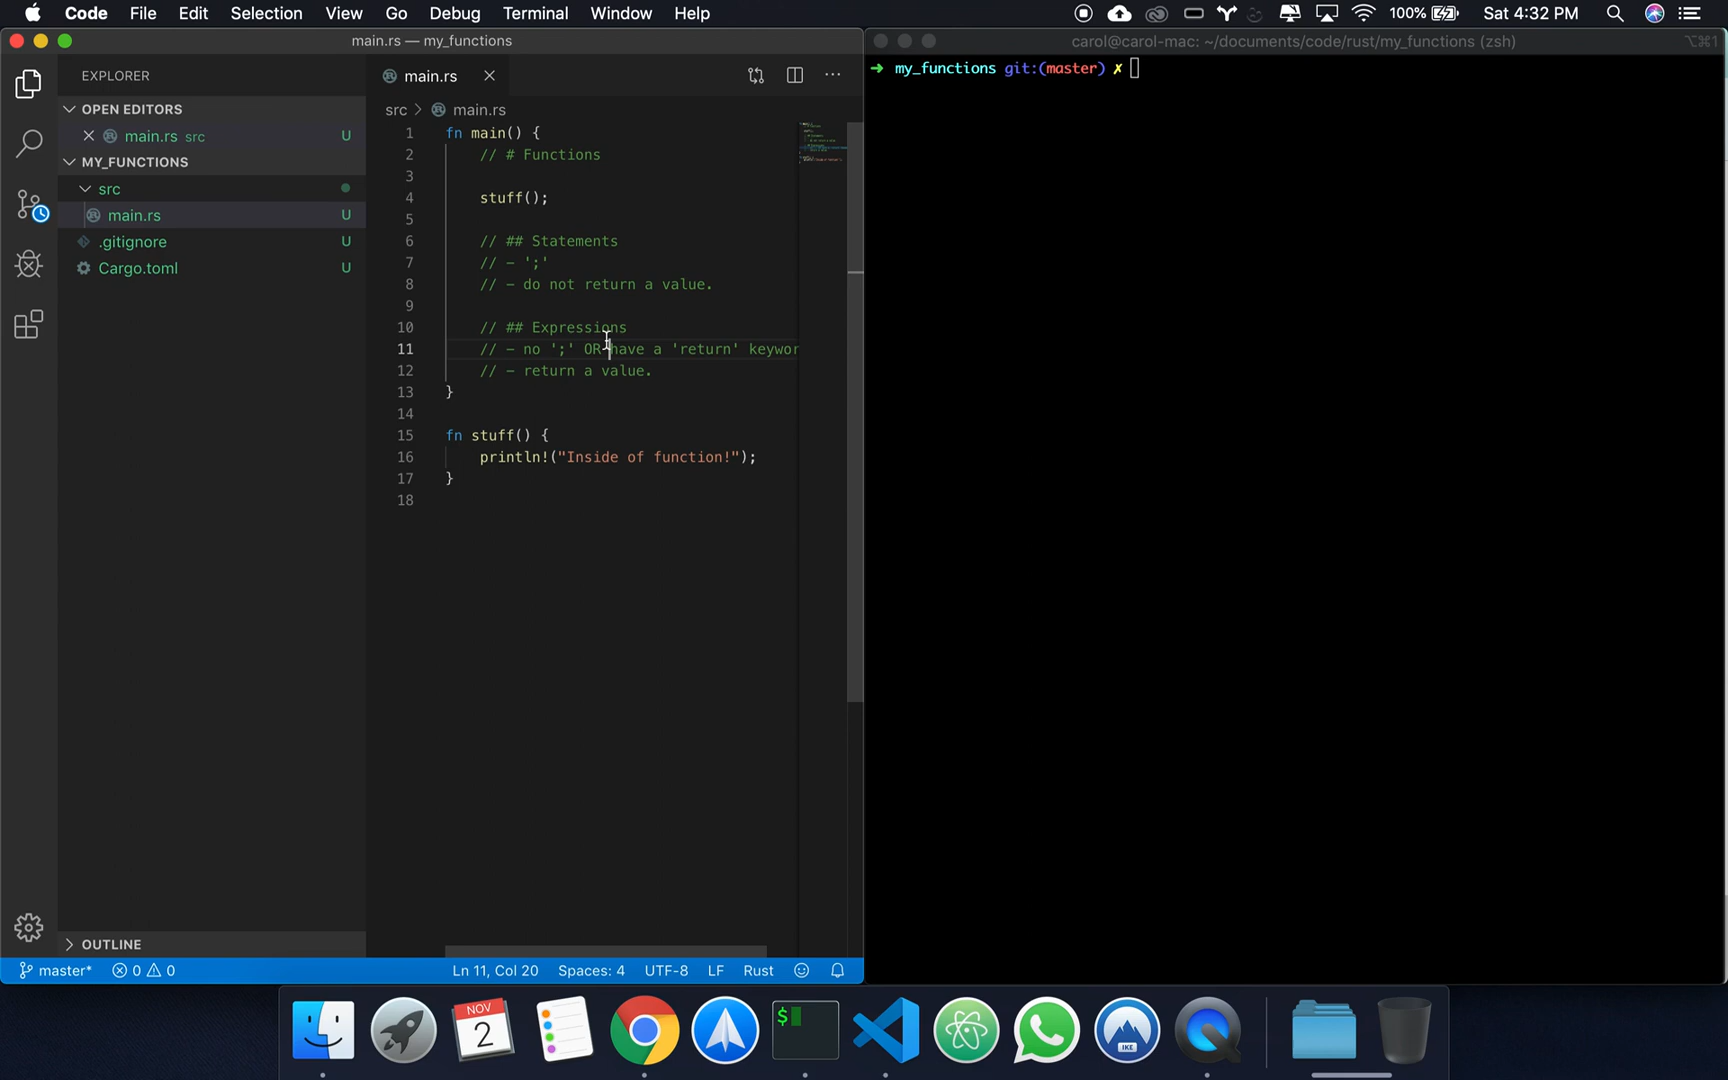 Code File Edit Selection View Go Debug Terminal Window Help
100% Sat 4:32 PM
main.rs — my_functions
EXPLORER
OPEN EDITORS
main.rs src U
MY_FUNCTIONS
src
main.rs U
.gitignore U
Cargo.toml U
OUTLINE
main.rs
src > main.rs
1 fn main() {
2 // # Functions
3
4 stuff();
5
6 // ## Statements
7 // - ';'
8 // - do not return a value.
9
10 // ## Expressions
11 // - no ';' OR have a 'return' keywor
12 // - return a value.
13 }
14
15 fn stuff() {
16 println!("Inside of function!");
17 }
18
master* 0 0 Ln 11, Col 20 Spaces: 4 UTF-8 LF Rust
carol@carol-mac: ~/documents/code/rust/my_functions (zsh) ⌥⌘1
➜ my_functions git:(master) ✗
NOV
2
$
IKE